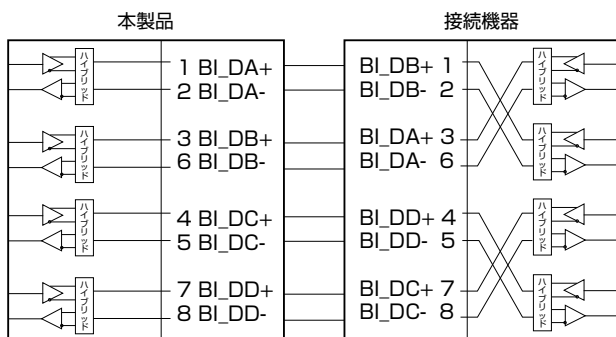 本製品 接続機器
ハイブリッド 1 BI_DA+ BI_DB+ 1 ハイブリッド
2 BI_DA- BI_DB- 2
ハイブリッド 3 BI_DB+ BI_DA+ 3 ハイブリッド
6 BI_DB- BI_DA- 6
ハイブリッド 4 BI_DC+ BI_DD+ 4 ハイブリッド
5 BI_DC- BI_DD- 5
ハイブリッド 7 BI_DD+ BI_DC+ 7 ハイブリッド
8 BI_DD- BI_DC- 8